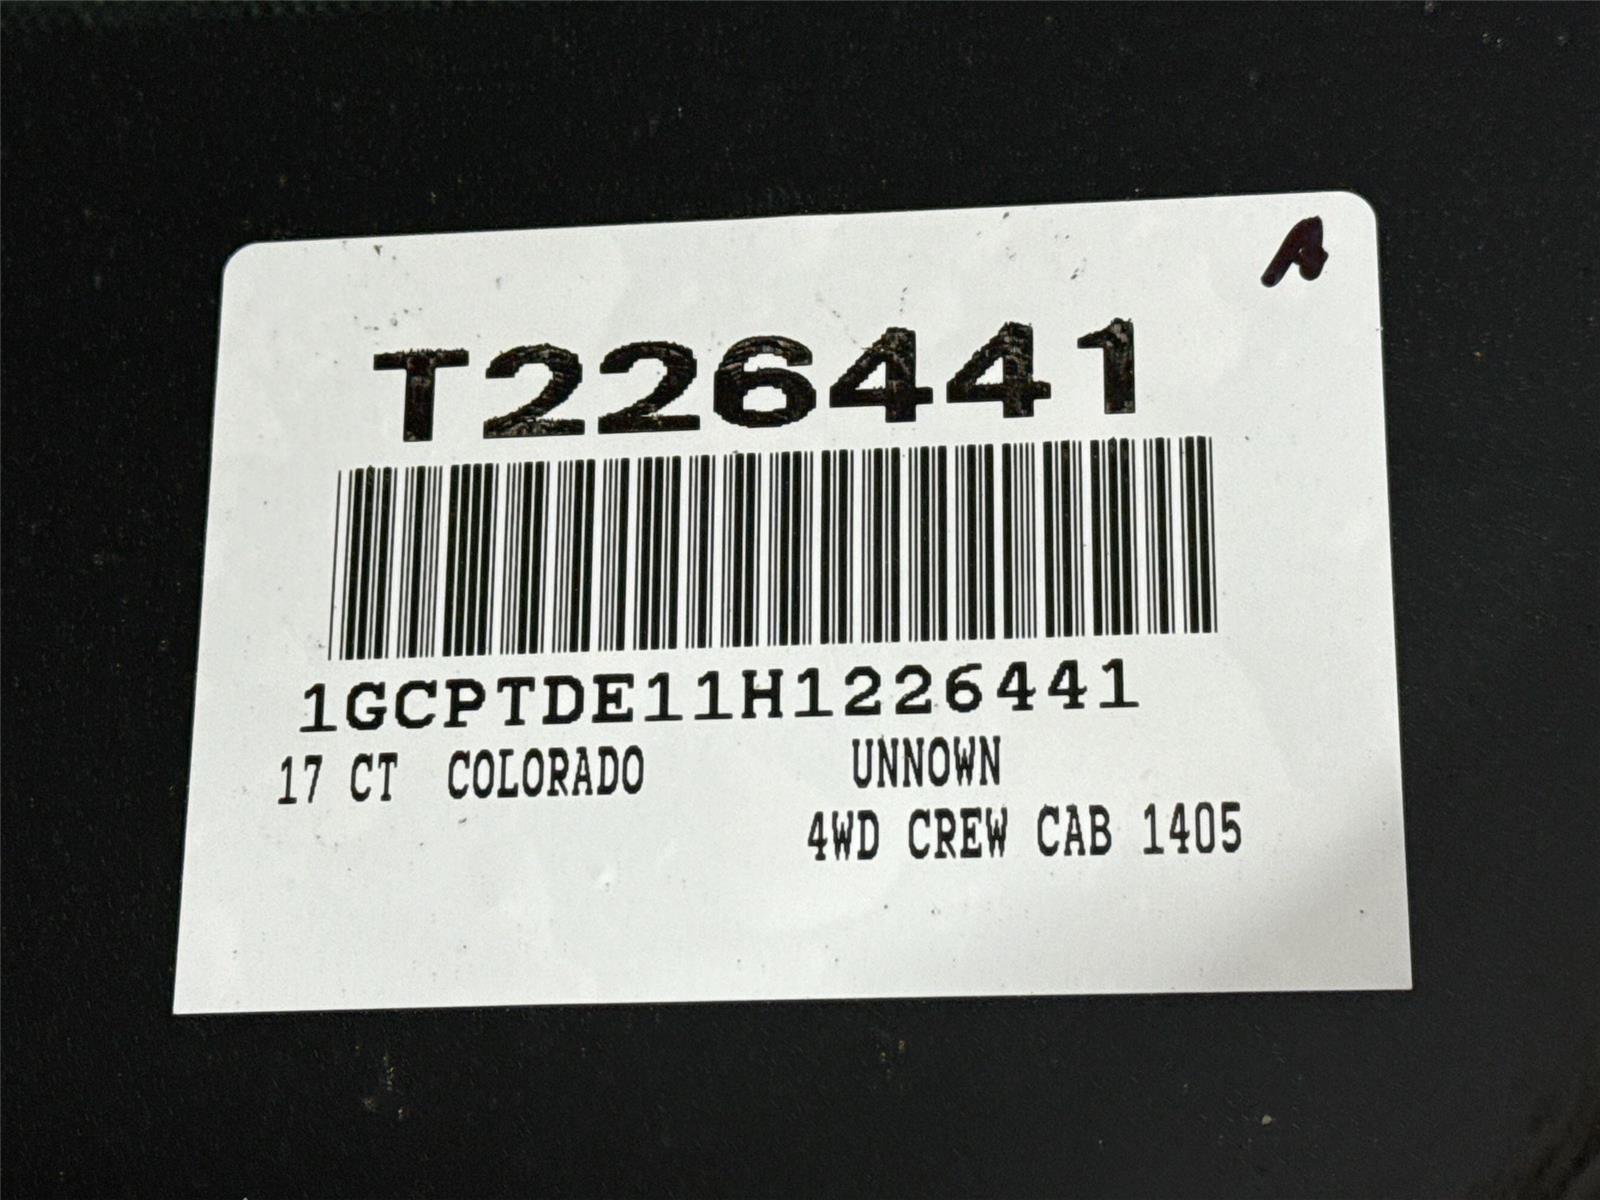 T226441
1GCPTDE11H1226441
17 CT COLORADO UNNOWN
4WD CREW CAB 1405